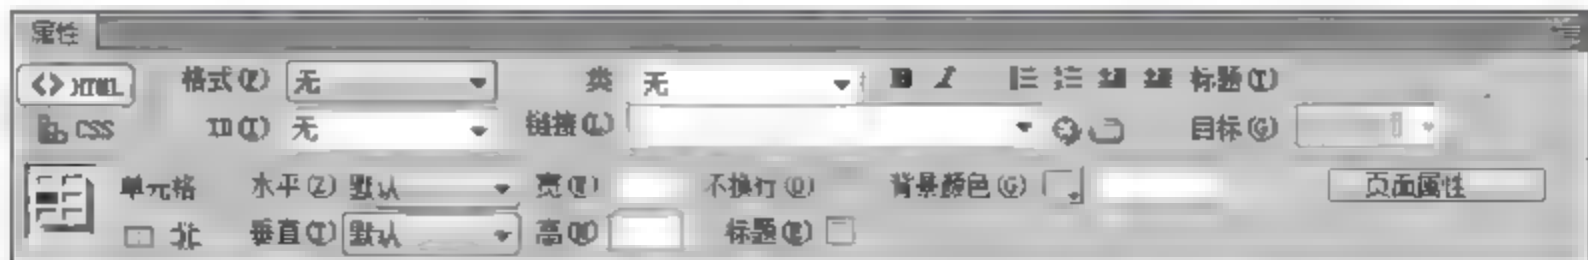 属性
<> HTML 格式(F) 无 类 无 B I 标题(T)
CSS ID(I) 无 链接(L) 目标(G)
单元格 水平(Z) 默认 宽(W) 不换行(O) 背景颜色(G) 页面属性
垂直(T) 默认 高(H) 标题(E)